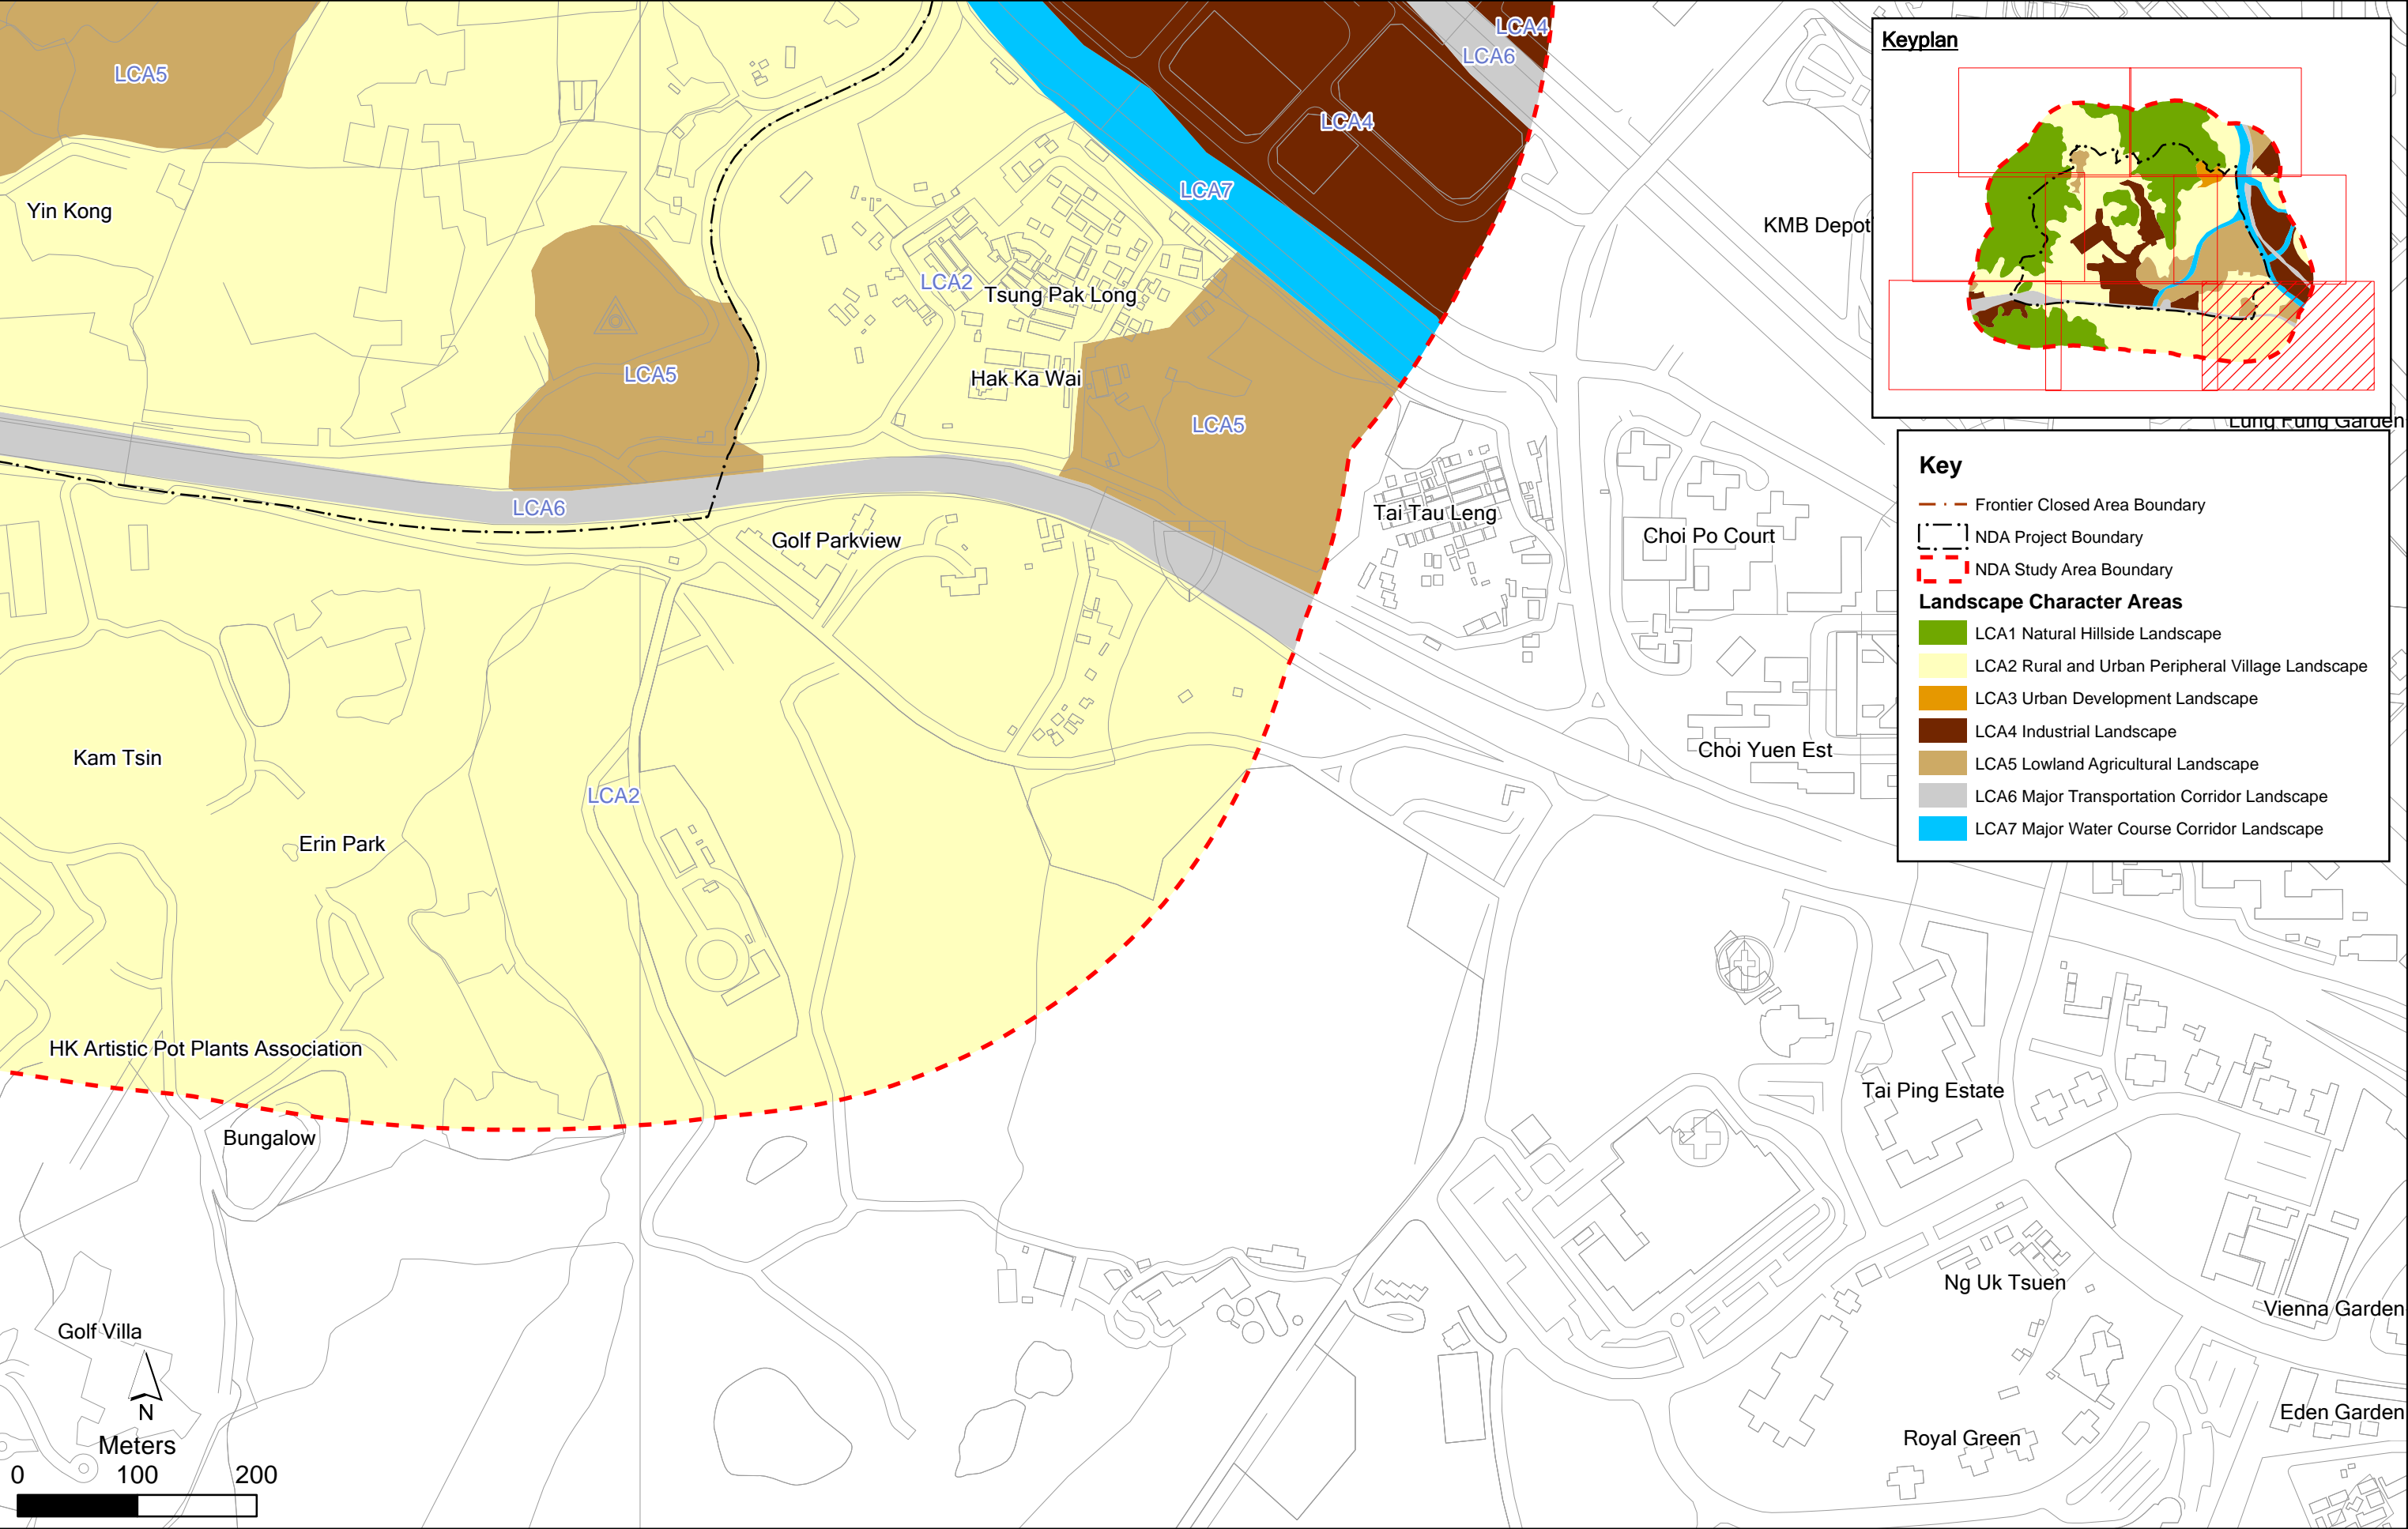 LCA5
LCA4
LCA6
LCA4
LCA7
Yin Kong
KMB Depot
LCA2
Tsung Pak Long
LCA5
Hak Ka Wai
LCA5
LCA6
Golf Parkview
Tai Tau Leng
Choi Po Court
Kam Tsin
LCA2
Choi Yuen Est
Erin Park
HK Artistic Pot Plants Association
Bungalow
Tai Ping Estate
Ng Uk Tsuen
Vienna Garden
Golf Villa
Eden Garden
Royal Green
N
Meters
0 100 200
Keyplan
Lung Fung Garden
Key
Frontier Closed Area Boundary
NDA Project Boundary
NDA Study Area Boundary
Landscape Character Areas
LCA1 Natural Hillside Landscape
LCA2 Rural and Urban Peripheral Village Landscape
LCA3 Urban Development Landscape
LCA4 Industrial Landscape
LCA5 Lowland Agricultural Landscape
LCA6 Major Transportation Corridor Landscape
LCA7 Major Water Course Corridor Landscape